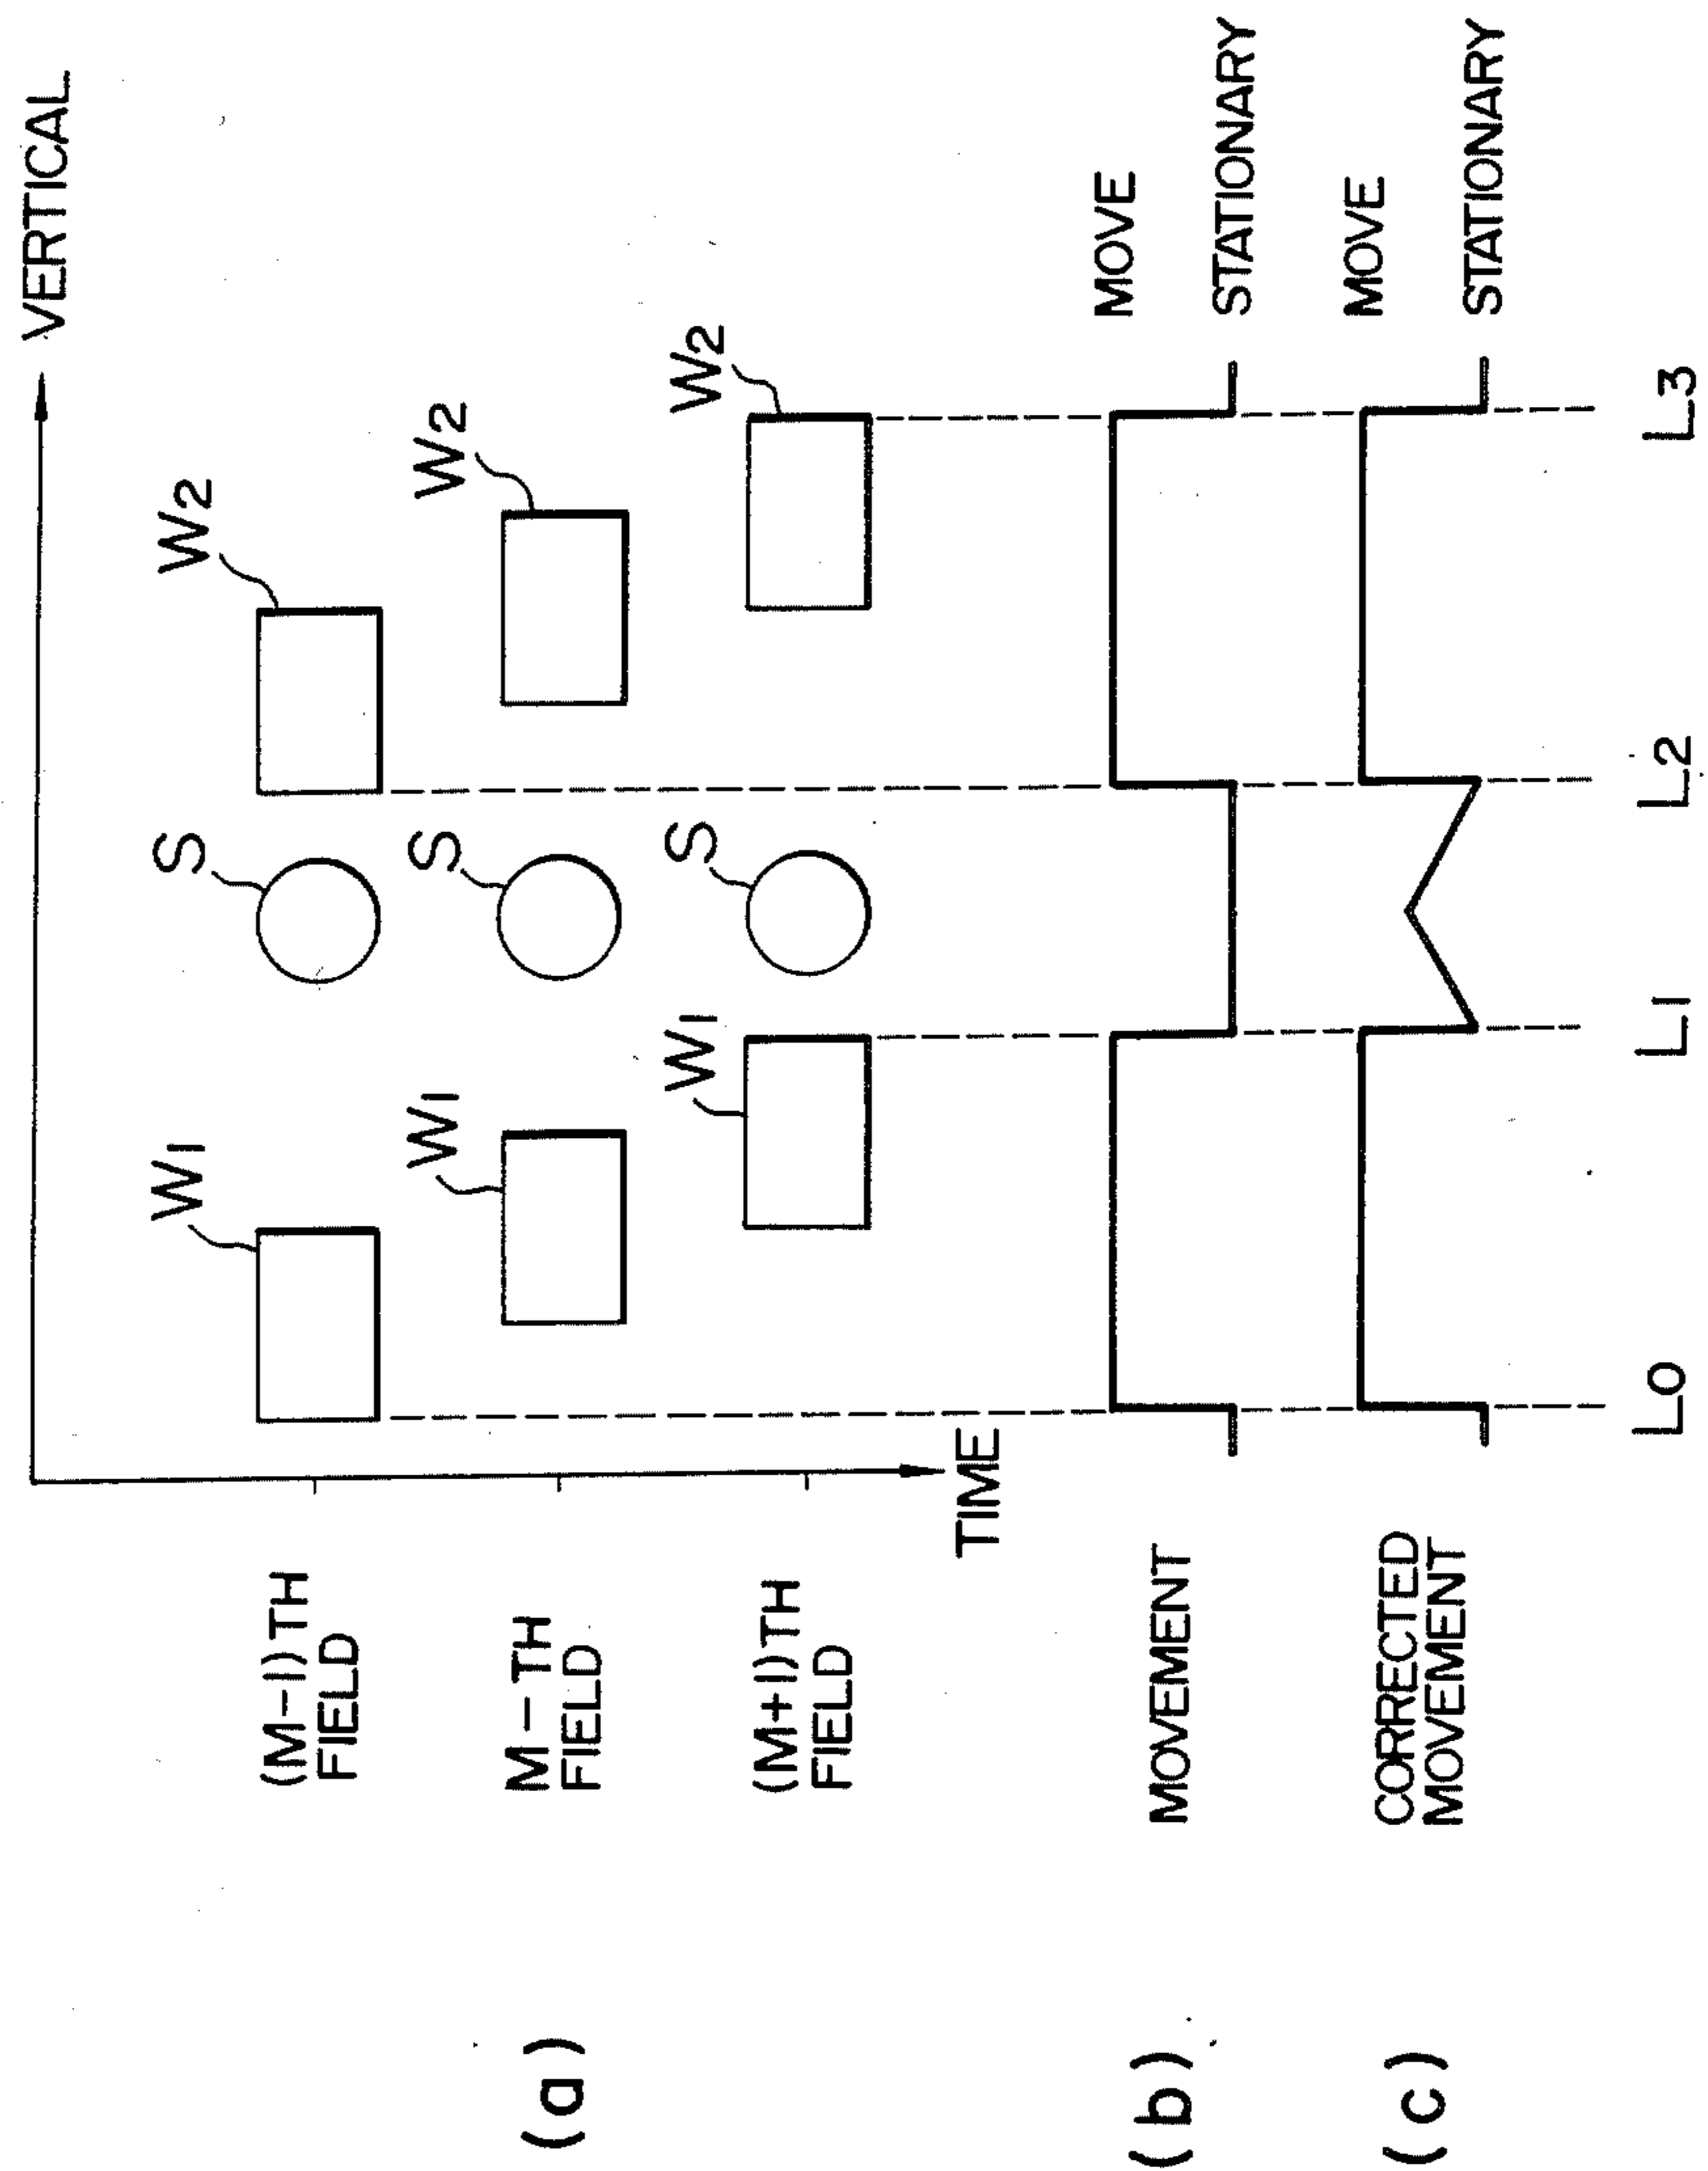 VERTICAL
W2
W2
W2
S
S
S
W1
W1
W1
(M-1)TH
FIELD
M-TH
FIELD
(M+1)TH
FIELD
TIME
(a)
MOVE
STATIONARY
MOVEMENT
(b)
MOVE
STATIONARY
CORRECTED
MOVEMENT
(c)
L0
L1
L2
L3